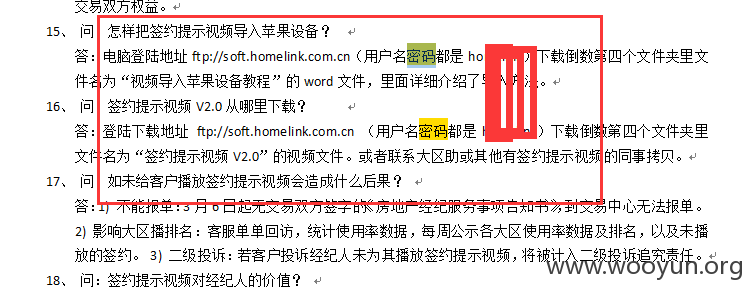 交易双方权益。
15、 问: 怎样把签约提示视频导入苹果设备?
答:电脑登陆地址 ftp://soft.homelink.com.cn(用户名密码都是 ho )下载倒数第四个文件夹里文
件名为“视频导入苹果设备教程”的 word 文件,里面详细介绍了导入方法。
16、 问: 签约提示视频 V2.0 从哪里下载?
答: 登陆下载地址 ftp://soft.homelink.com.cn (用户名密码都是 )下载倒数第四个文件夹里
文件名为“签约提示视频 V2.0”的视频文件。或者联系大区助或其他有签约提示视频的同事拷贝。
17、 问: 如未给客户播放签约提示视频会造成什么后果?
答:1) 不能报单:3 月 6 日起无交易双方签字的《房地产经纪服务事项告知书》到交易中心无法报单。
2) 影响大区播排名:客服单单回访,统计使用率数据,每周公示各大区使用率数据及排名,以及未播
放的签约。 3) 二级投诉:若客户投诉经纪人未为其播放签约提示视频,将被计入二级投诉追究责任。
18、 问:签约提示视频对经纪人的价值?
www.wooyun.org